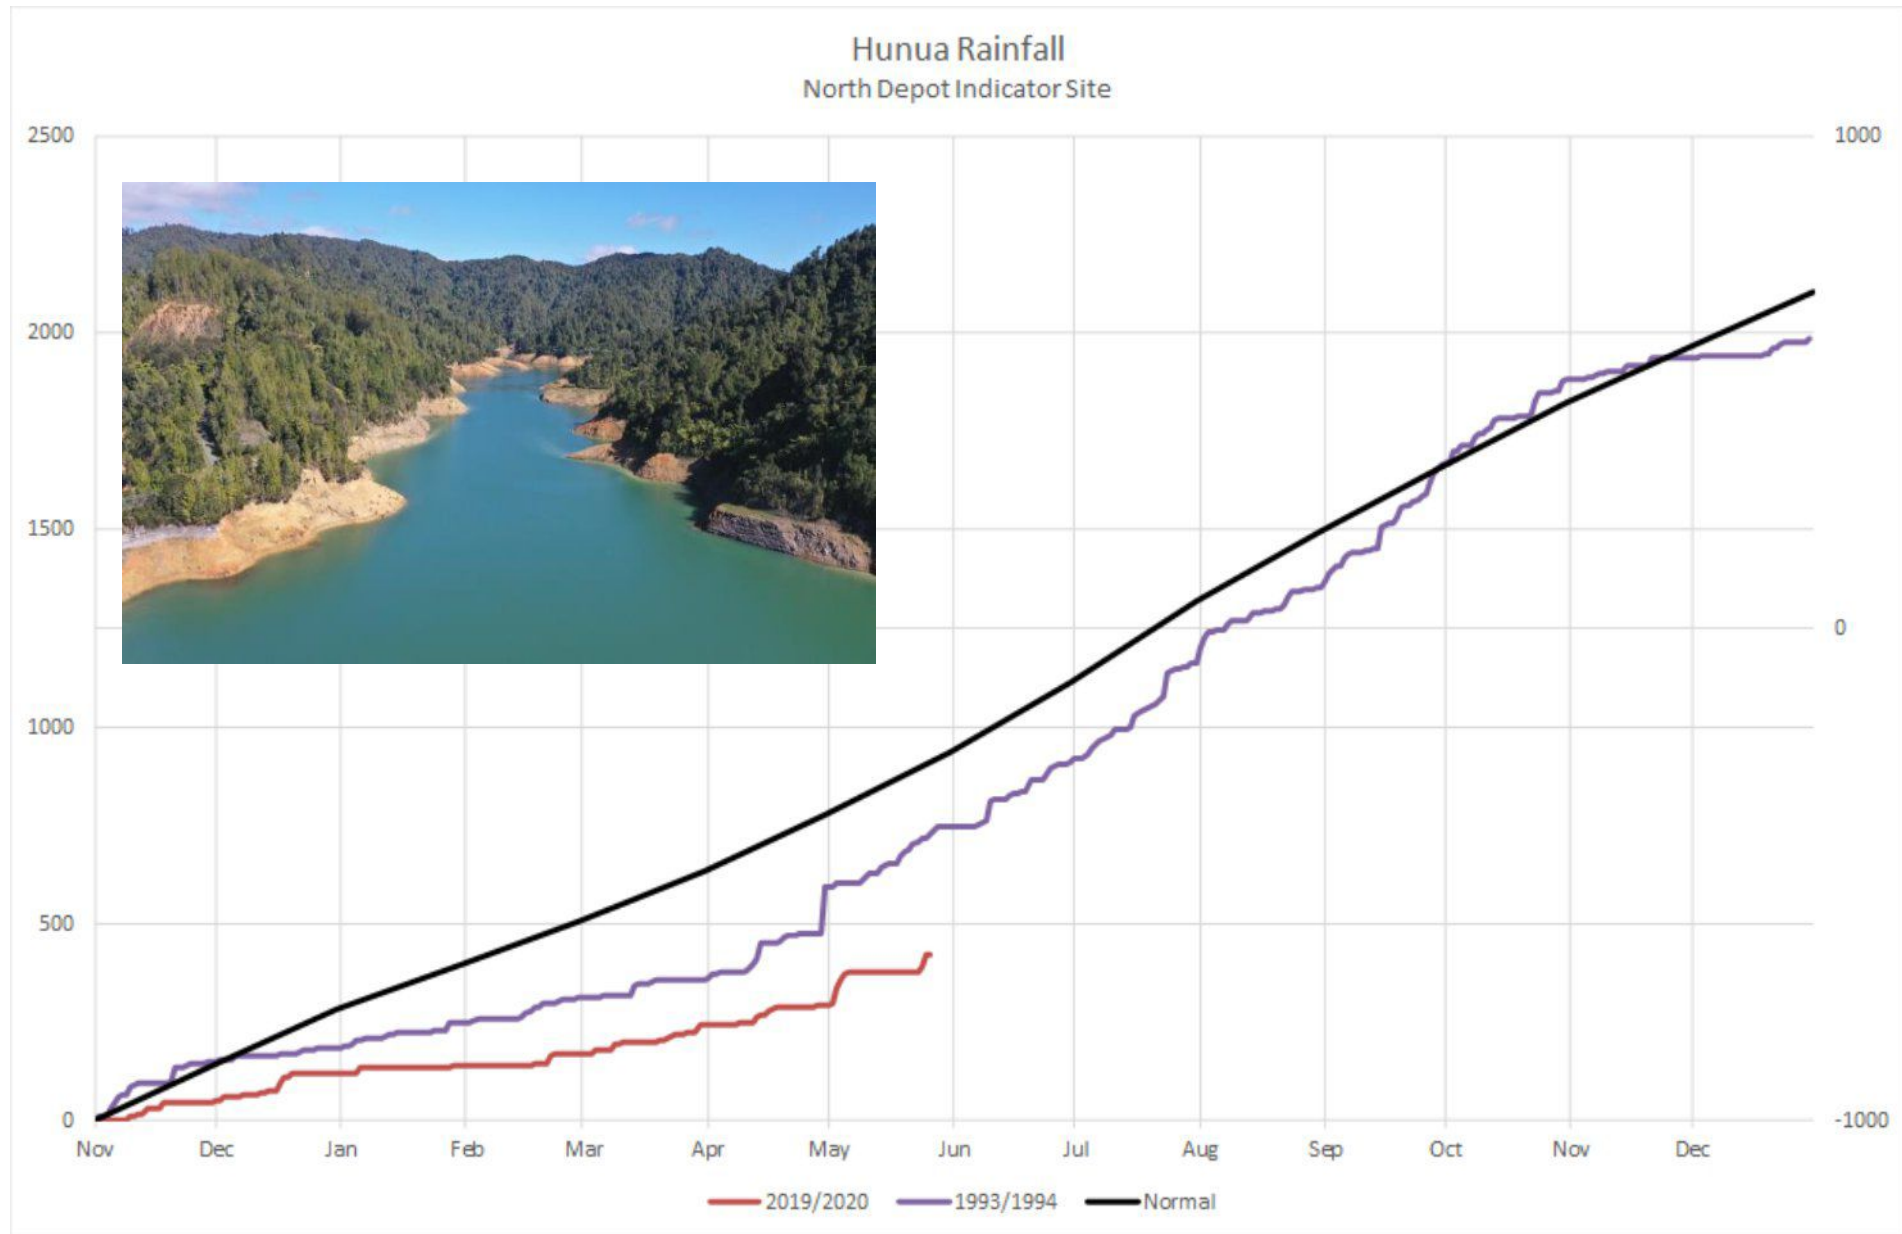 Hunua Rainfall
North Depot Indicator Site
2500
2000
1500
1000
500
0
1000
0
-1000
Nov Dec Jan Feb Mar Apr May Jun Jul Aug Sep Oct Nov Dec
2019/2020 1993/1994 Normal